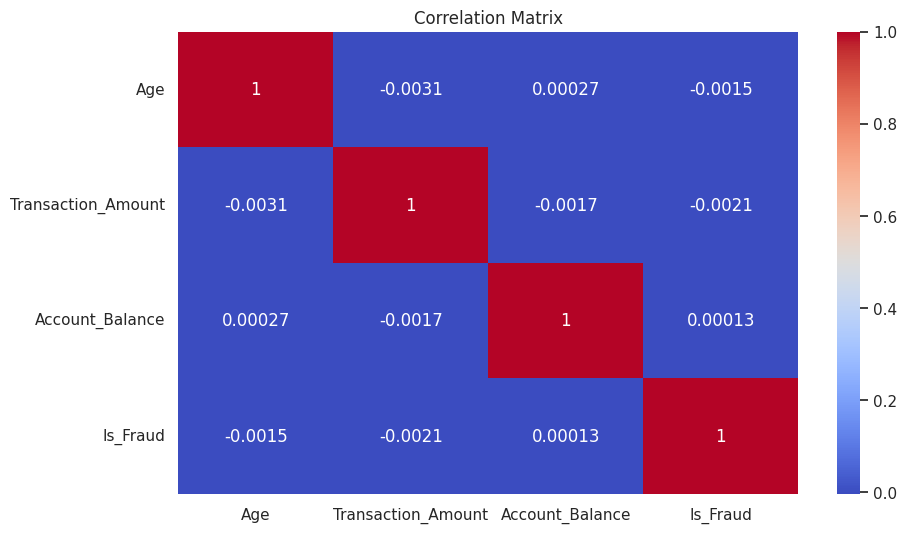 Correlation Matrix
Age 1 -0.0031 0.00027 -0.0015
Transaction_Amount -0.0031 1 -0.0017 -0.0021
Account_Balance 0.00027 -0.0017 1 0.00013
Is_Fraud -0.0015 -0.0021 0.00013 1
Age Transaction_Amount Account_Balance Is_Fraud
1.0
0.8
0.6
0.4
0.2
0.0